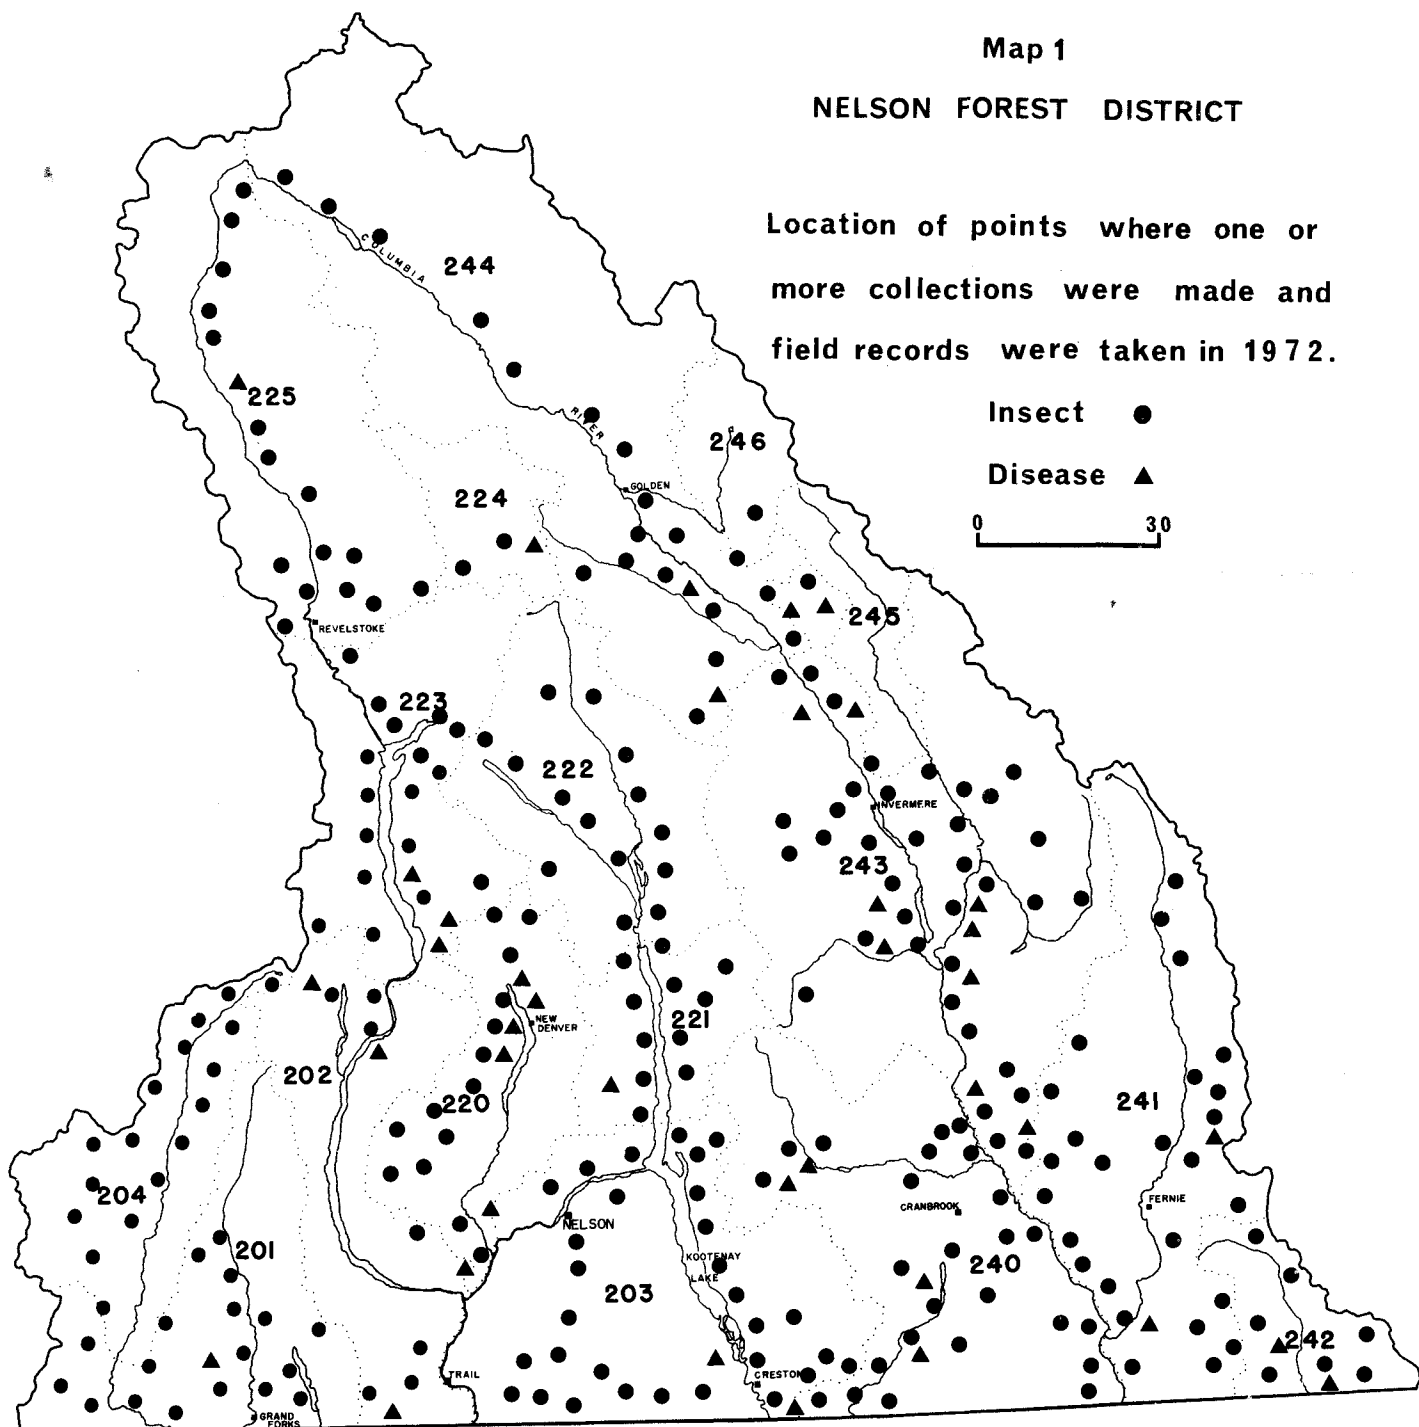 Map 1
NELSON FOREST DISTRICT
Location of points where one or
more collections were made and
field records were taken in 1972.
Insect
Disease
0 30
COLUMBIA
244
225
RIVER
246
GOLDEN
224
245
REVELSTOKE
223
222
INVERMERE
243
NEW
DENVER
221
202
220
241
204
CRANBROOK
FERNIE
NELSON
201
KOOTENAY
LAKE
240
203
242
TRAIL
CRESTON
GRAND
FORKS